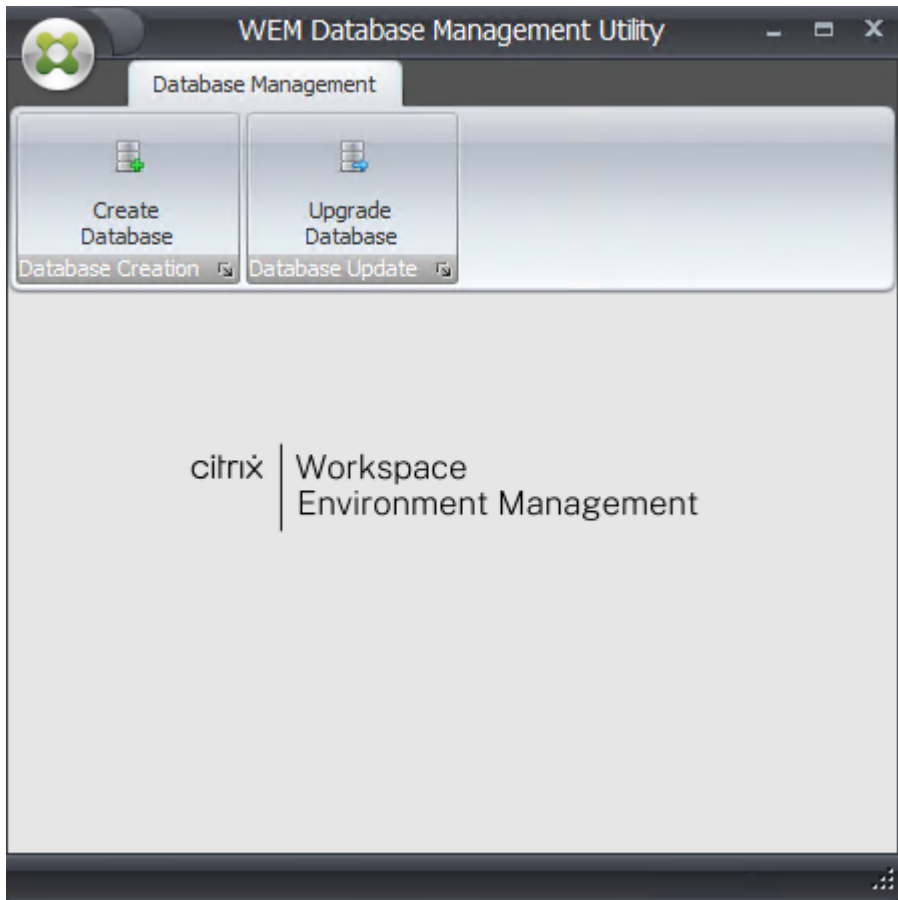 WEM Database Management Utility
Database Management
Create
Database
Upgrade
Database
Database Creation
Database Update
citrix
Workspace
Environment Management